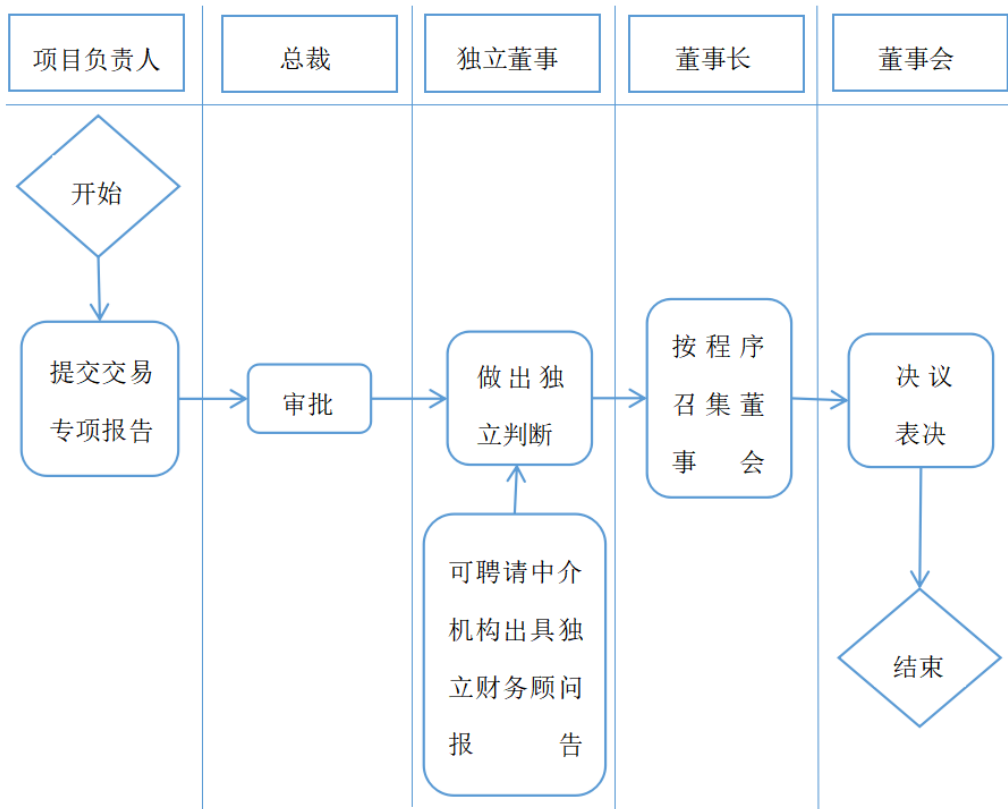 项目负责人
总裁
独立董事
董事长
董事会
开始
提交交易
专项报告
审批
做出独
立判断
可聘请中介
机构出具独
立财务顾问
报告
按程序
召集董
事会
决议
表决
结束